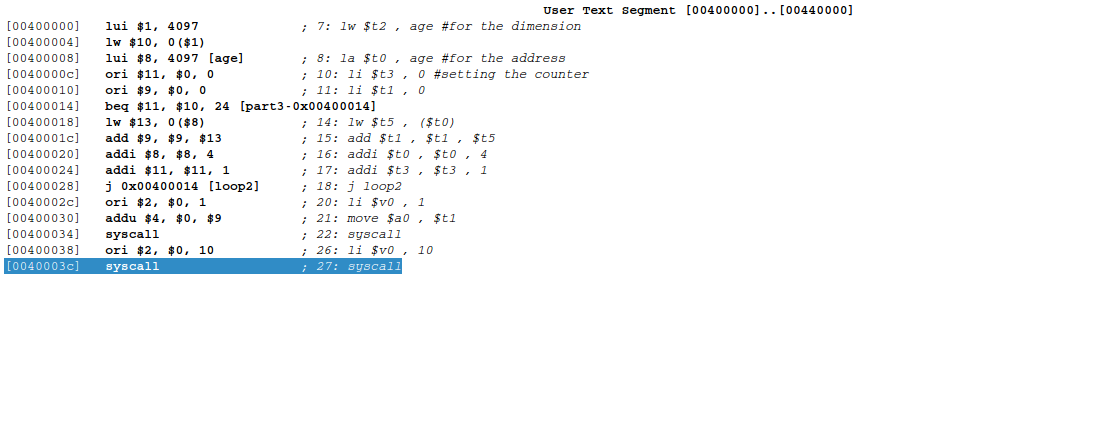 User Text Segment [00400000]..[00440000]
[00400000] lui $1, 4097 ; 7: lw $t2 , age #for the dimension
[00400004] lw $10, 0($1)
[00400008] lui $8, 4097 [age] ; 8: la $t0 , age #for the address
[0040000c] ori $11, $0, 0 ; 10: li $t3 , 0 #setting the counter
[00400010] ori $9, $0, 0 ; 11: li $t1 , 0
[00400014] beq $11, $10, 24 [part3-0x00400014]
[00400018] lw $13, 0($8) ; 14: lw $t5 , ($t0)
[0040001c] add $9, $9, $13 ; 15: add $t1 , $t1 , $t5
[00400020] addi $8, $8, 4 ; 16: addi $t0 , $t0 , 4
[00400024] addi $11, $11, 1 ; 17: addi $t3 , $t3 , 1
[00400028] j 0x00400014 [loop2] ; 18: j loop2
[0040002c] ori $2, $0, 1 ; 20: li $v0 , 1
[00400030] addu $4, $0, $9 ; 21: move $a0 , $t1
[00400034] syscall ; 22: syscall
[00400038] ori $2, $0, 10 ; 26: li $v0 , 10
[0040003c] syscall ; 27: syscall